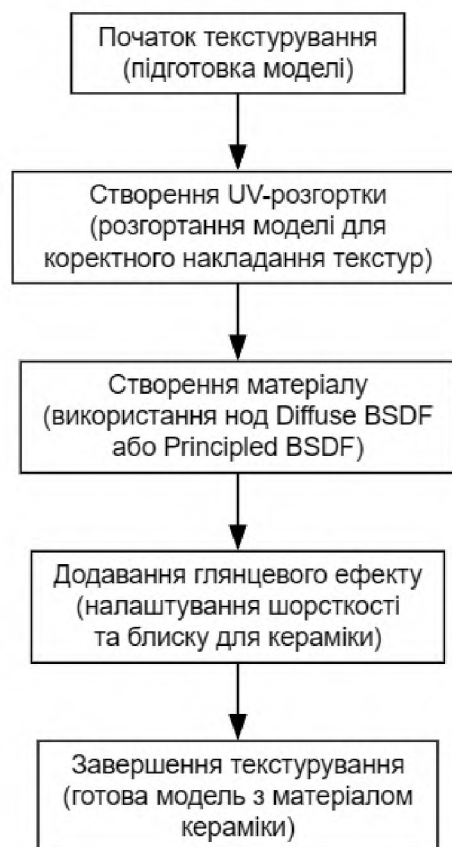 Початок текстурування
(підготовка моделі)
Створення UV-розгортки
(розгортання моделі для
коректного накладання текстур)
Створення матеріалу
(використання нод Diffuse BSDF
або Principled BSDF)
Додавання глянцевого ефекту
(налаштування шорсткості
та блиску для кераміки)
Завершення текстурування
(готова модель з матеріалом
кераміки)